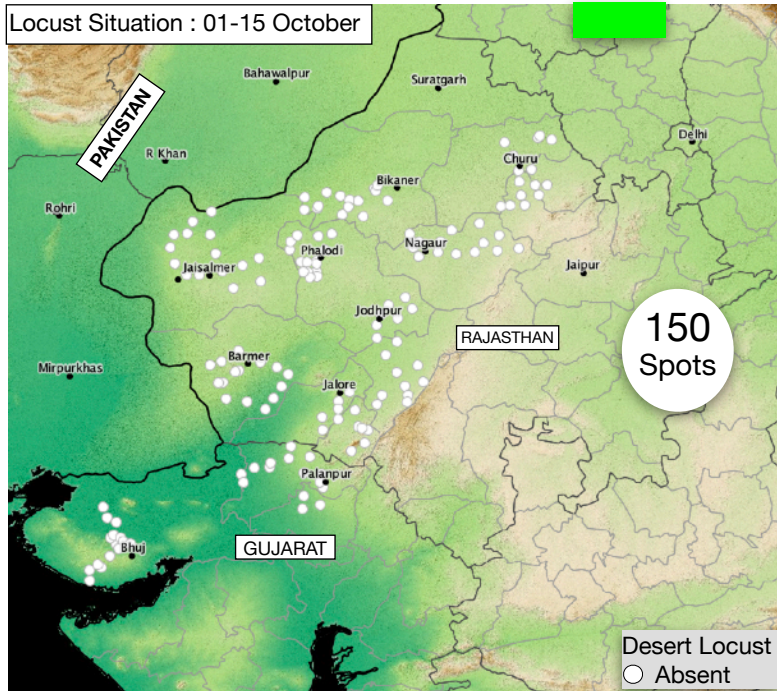 Locust Situation : 01-15 October
Bahawalpur
Suratgarh
PAKISTAN
Delhi
R Khan
Churu
Bikaner
Rohri
Nagaur
Phalodi
Jaisalmer
Jaipur
Jodhpur
150
Spots
RAJASTHAN
Barmer
Mirpurkhas
Jalore
Palanpur
Bhuj
GUJARAT
Desert Locust
Absent